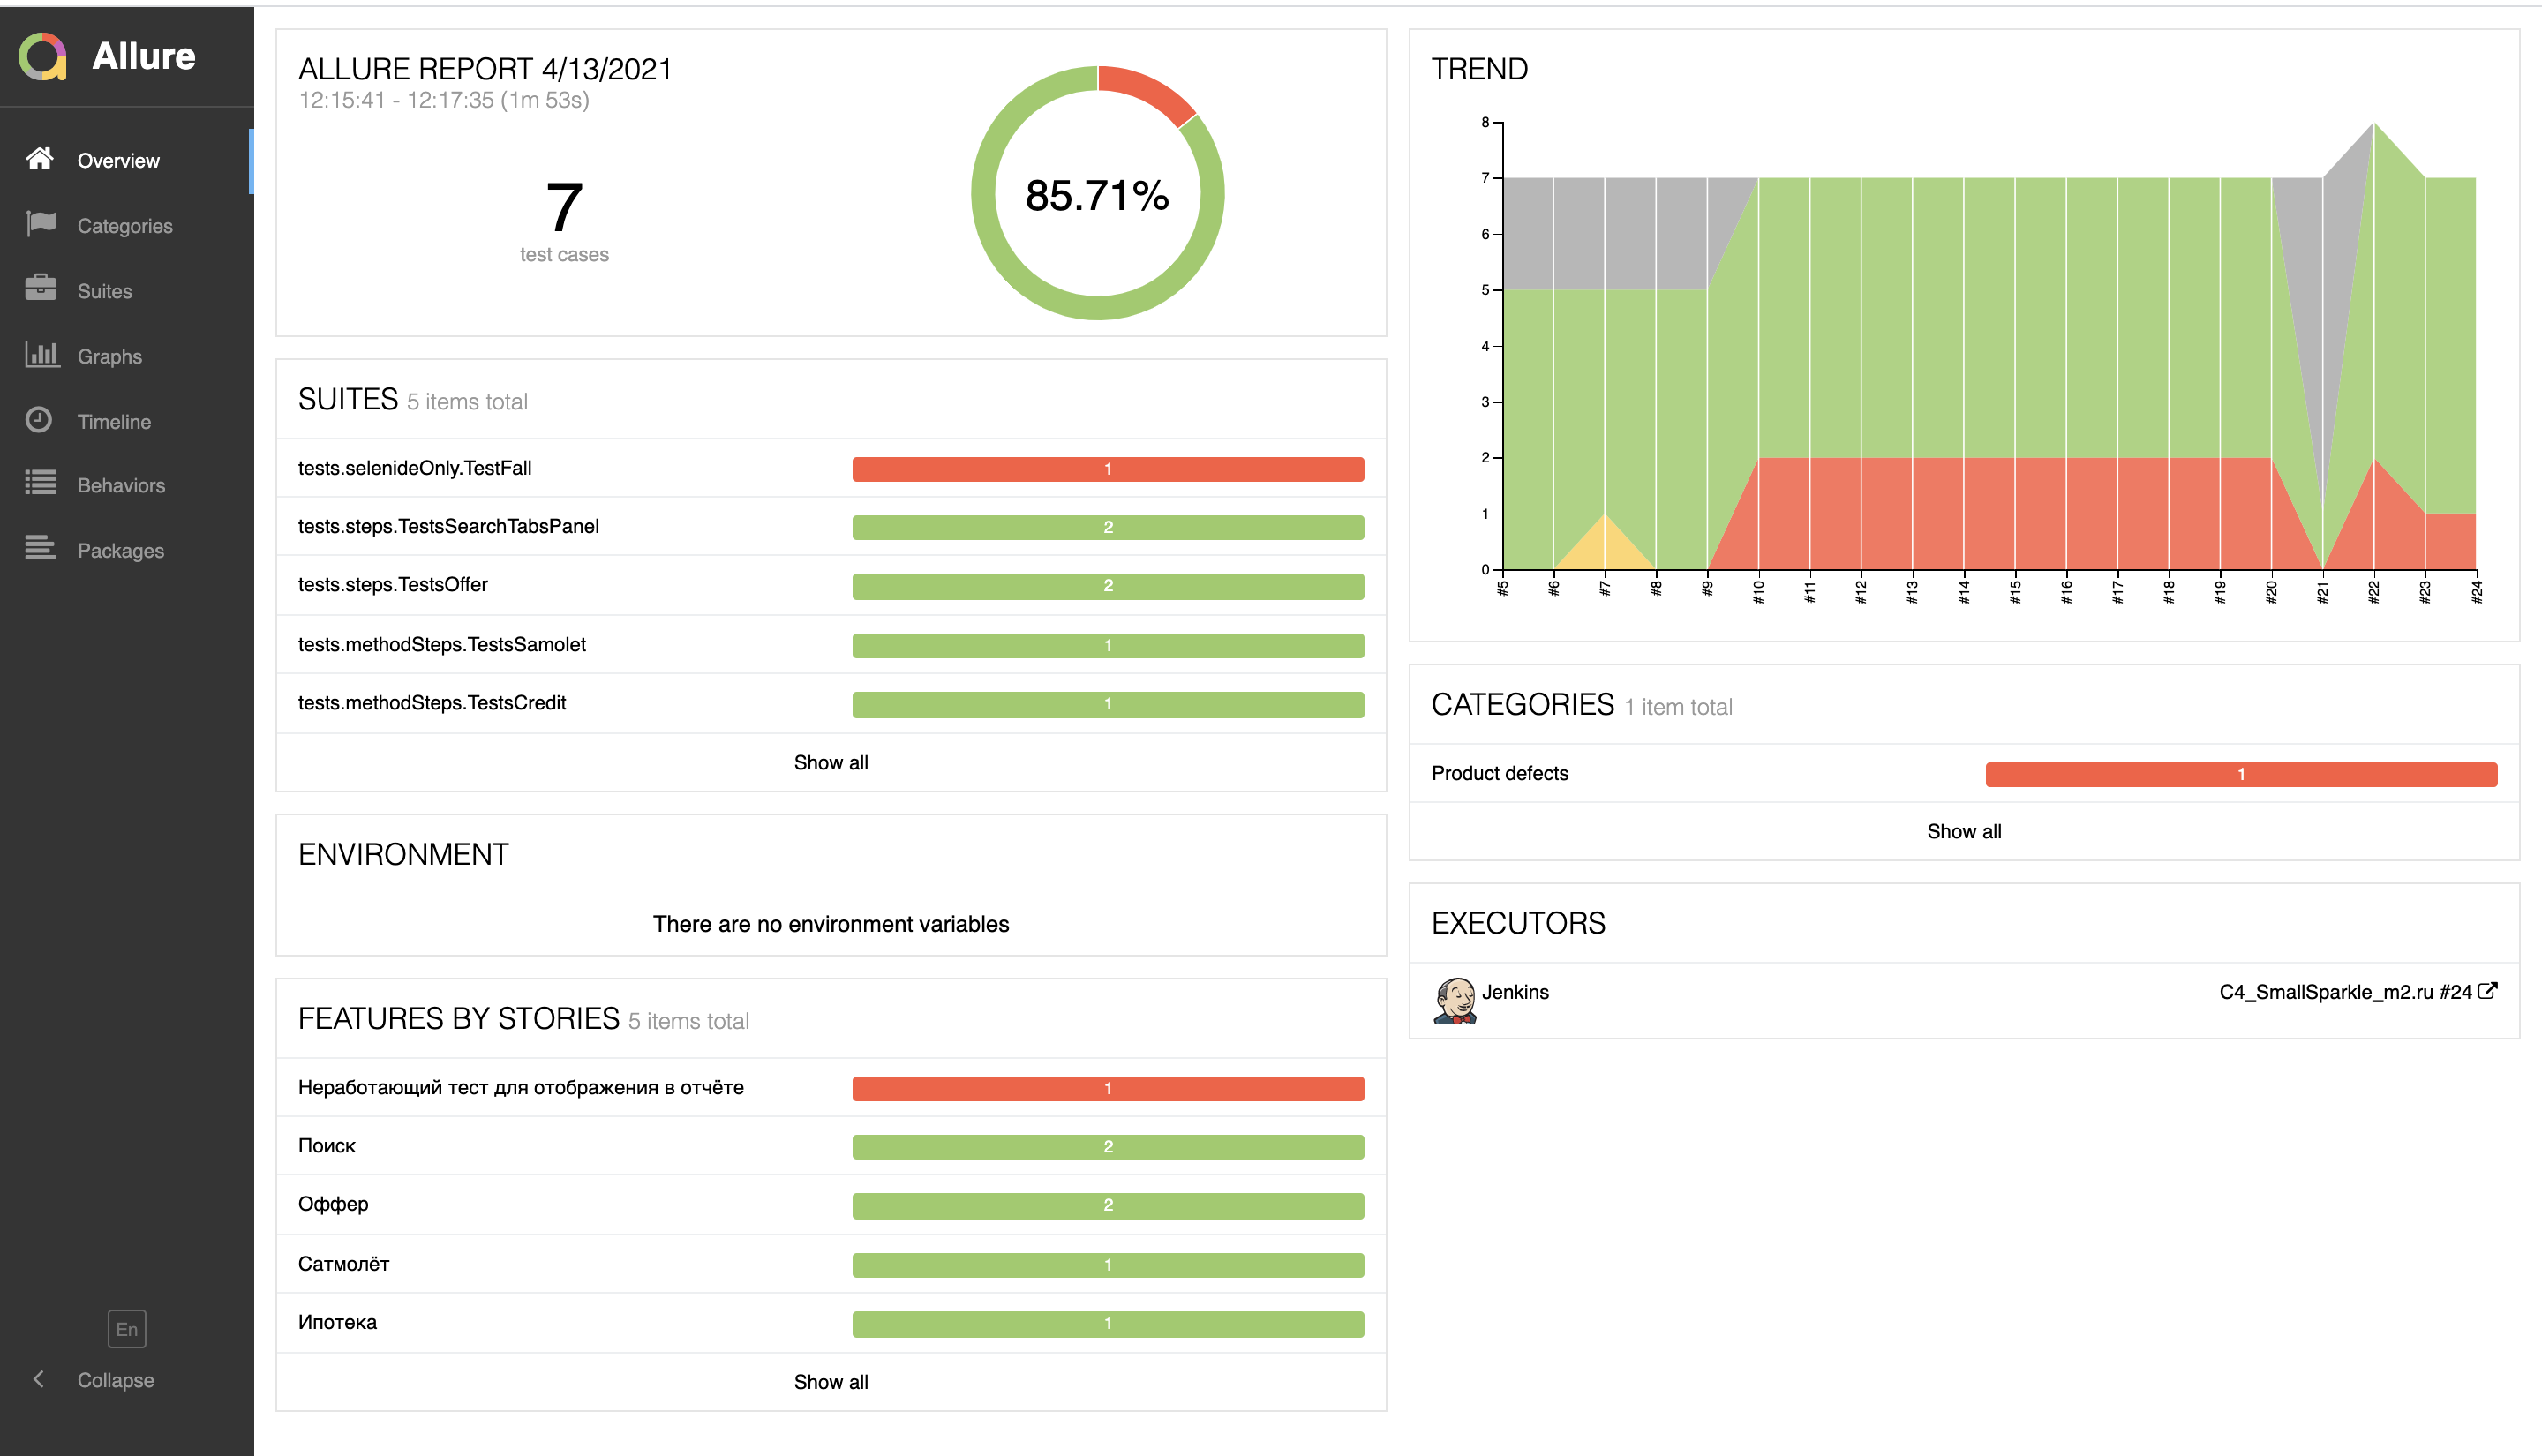 Allure
Overview
Categories
Suites
Graphs
Timeline
Behaviors
Packages
En
Collapse
ALLURE REPORT 4/13/2021
12:15:41 - 12:17:35 (1m 53s)
7
test cases
85.71%
SUITES 5 items total
tests.selenideOnly.TestFall 1
tests.steps.TestsSearchTabsPanel 2
tests.steps.TestsOffer 2
tests.methodSteps.TestsSamolet 1
tests.methodSteps.TestsCredit 1
Show all
ENVIRONMENT
There are no environment variables
FEATURES BY STORIES 5 items total
Неработающий тест для отображения в отчёте 1
Поиск 2
Оффер 2
Сатмолёт 1
Ипотека 1
Show all
TREND
8
7
6
5
4
3
2
1
0
#5 #6 #7 #8 #9 #10 #11 #12 #13 #14 #15 #16 #17 #18 #19 #20 #21 #22 #23 #24
CATEGORIES 1 item total
Product defects 1
Show all
EXECUTORS
Jenkins C4_SmallSparkle_m2.ru #24